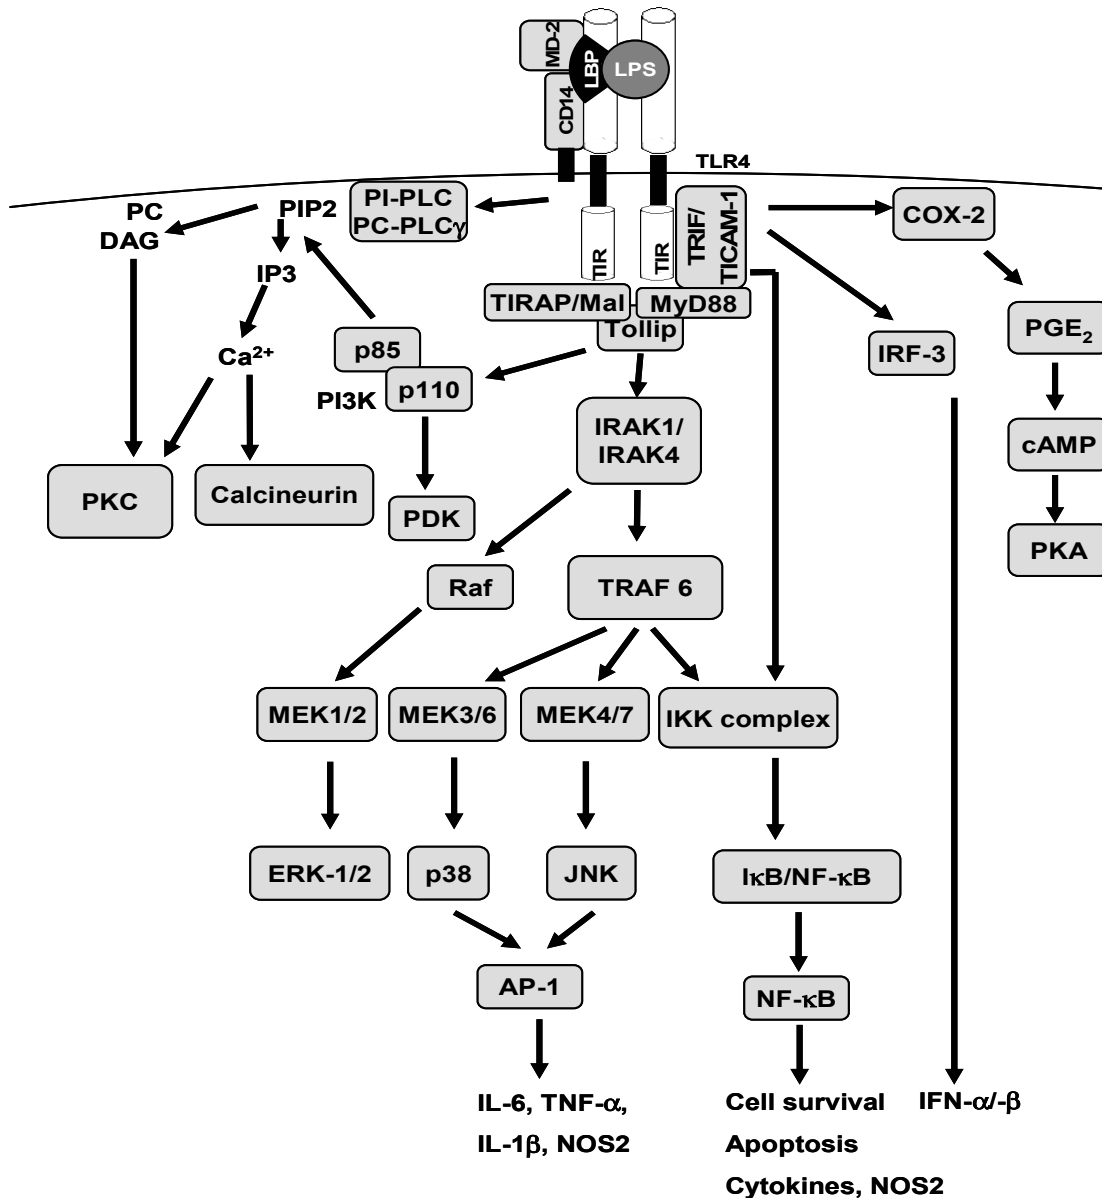 MD-2
LBP
LPS
CD14
TLR4
PI-PLC
PC-PLCγ
PC
DAG
PIP2
IP3
Ca²⁺
TIR
TIR
TRIF/
TICAM-1
COX-2
TIRAP/Mal
MyD88
Tollip
PGE₂
IRF-3
p85
p110
PI3K
IRAK1/
IRAK4
cAMP
PKC
Calcineurin
PDK
PKA
Raf
TRAF 6
MEK1/2
MEK3/6
MEK4/7
IKK complex
ERK-1/2
p38
JNK
IκB/NF-κB
AP-1
NF-κB
IL-6, TNF-α,
IL-1β, NOS2
Cell survival
Apoptosis
Cytokines, NOS2
IFN-α/-β